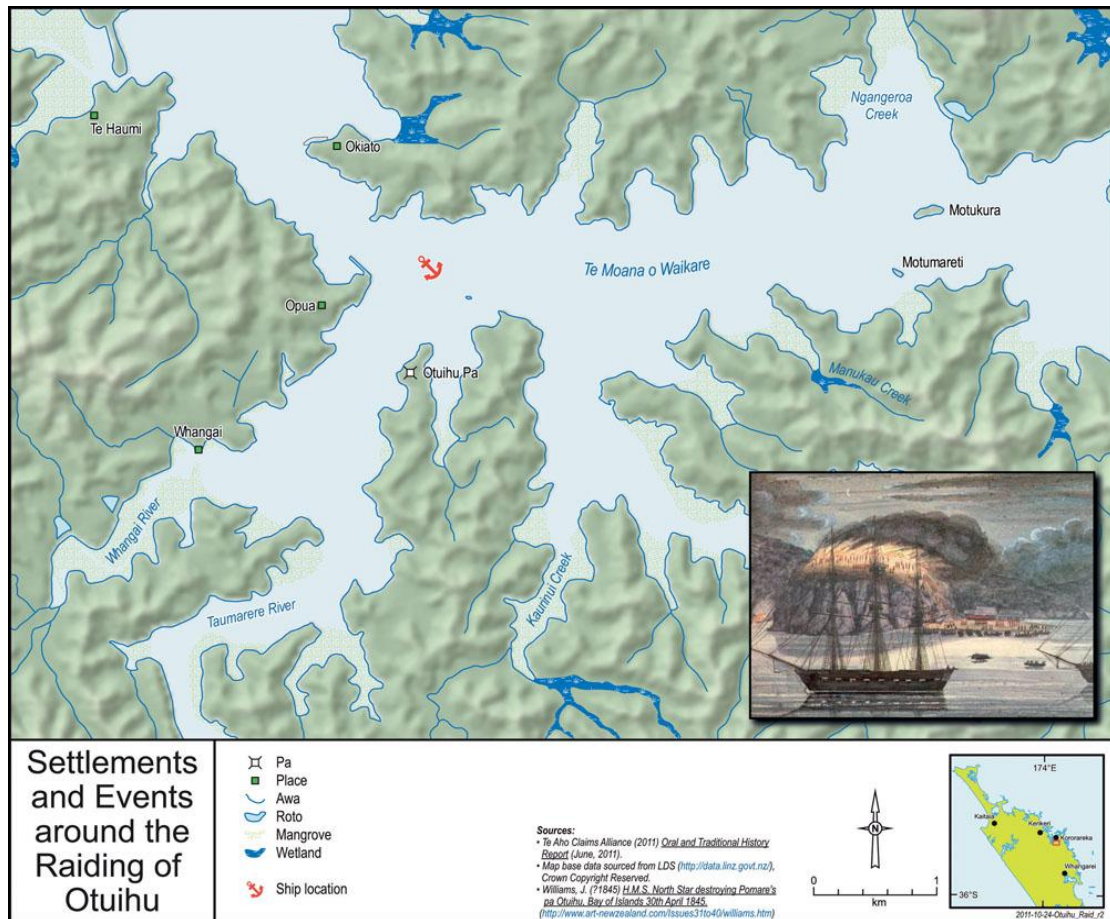 Te Haumi
Okiato
Ngangeroa
Creek
Motukura
Te Moana o Waikare
Motumareti
Opua
Otuihu Pa
Manukau Creek
Whangai
Whangai River
Kaurinui Creek
Taumarere River
Settlements
and Events
around the
Raiding of
Otuihu
Pa
Place
Awa
Roto
Mangrove
Wetland
Ship location
Sources:
• Te Aho Claims Alliance (2011) Oral and Traditional History
Report (June, 2011).
• Map base data sourced from LDS (http://data.linz.govt.nz/),
Crown Copyright Reserved.
• Williams, J. (?1845) H.M.S. North Star destroying Pomare's
pa Otuihu, Bay of Islands 30th April 1845.
(http://www.art-newzealand.com/Issues31to40/williams.htm)
N
0 1
km
174°E
Kaitaia
Kerikeri
Kororareka
Whangarei
36°S
2011-10-24-Otuihu_Raid_r2